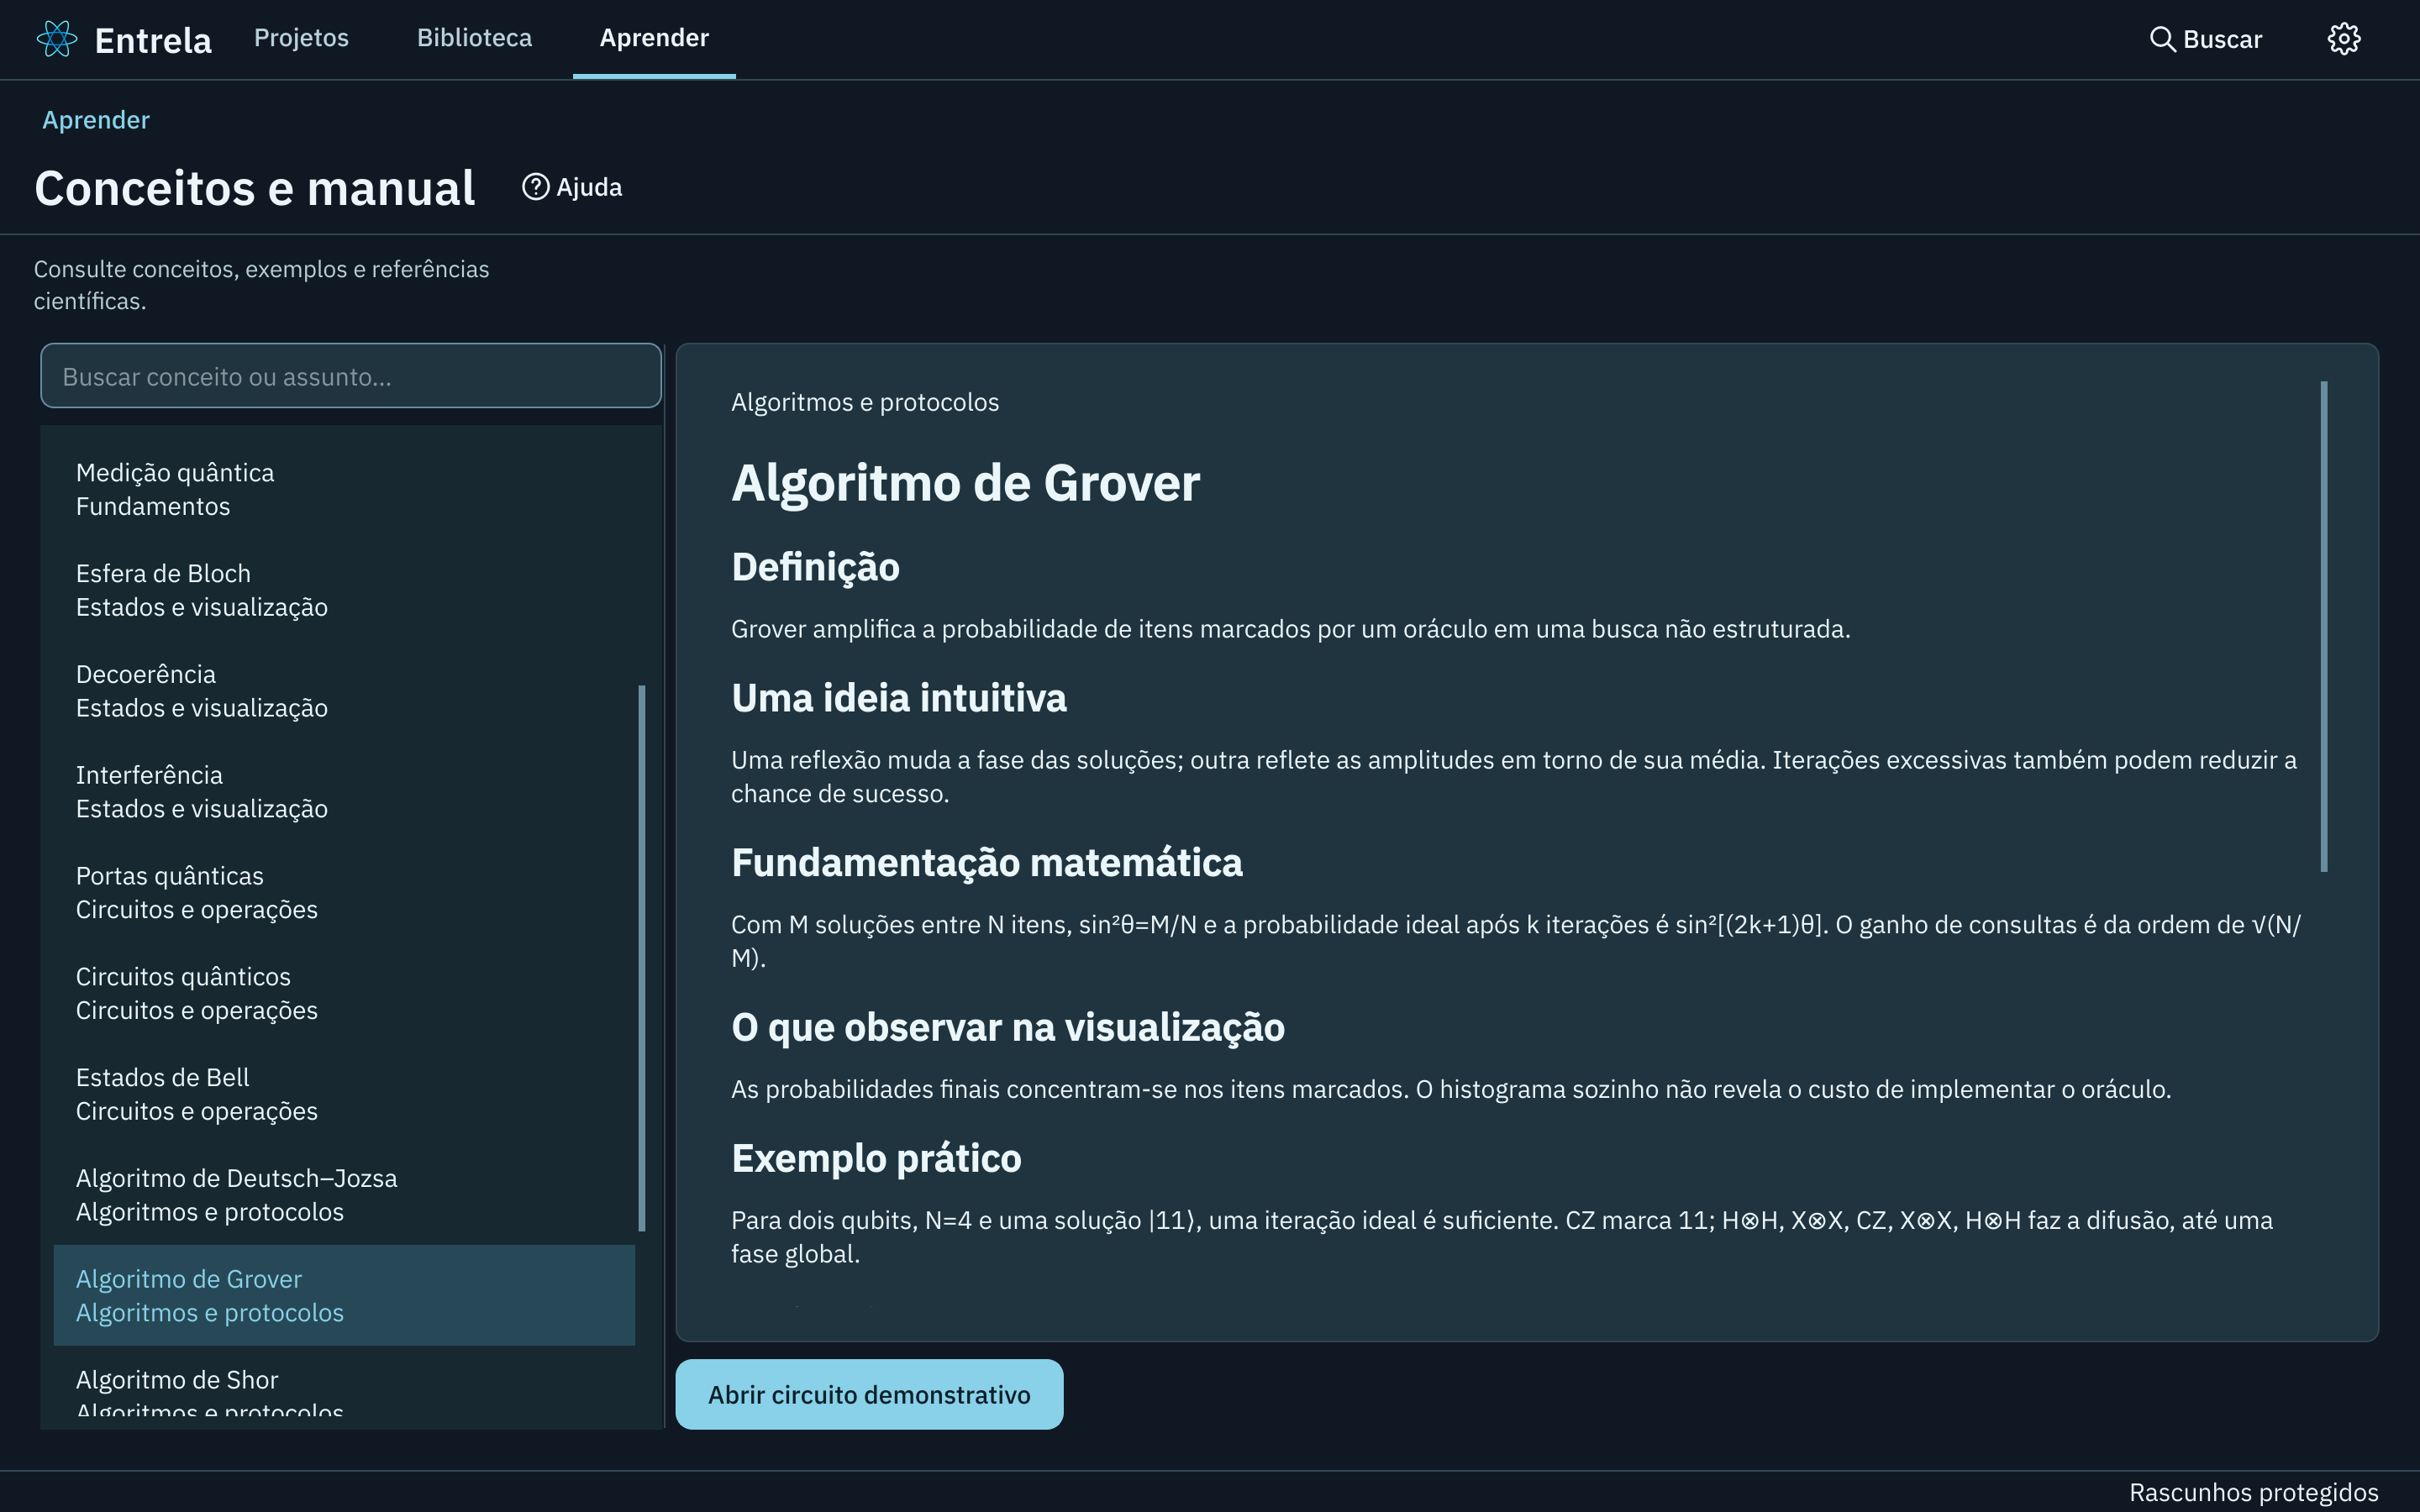 Entrela
Projetos
Biblioteca
Aprender
Buscar
Aprender
Conceitos e manual
Ajuda
Consulte conceitos, exemplos e referências
científicas.
Buscar conceito ou assunto...
Medição quântica
Fundamentos
Esfera de Bloch
Estados e visualização
Decoerência
Estados e visualização
Interferência
Estados e visualização
Portas quânticas
Circuitos e operações
Circuitos quânticos
Circuitos e operações
Estados de Bell
Circuitos e operações
Algoritmo de Deutsch–Jozsa
Algoritmos e protocolos
Algoritmo de Grover
Algoritmos e protocolos
Algoritmo de Shor
Algoritmos e protocolos
Algoritmos e protocolos
Algoritmo de Grover
Definição
Grover amplifica a probabilidade de itens marcados por um oráculo em uma busca não estruturada.
Uma ideia intuitiva
Uma reflexão muda a fase das soluções; outra reflete as amplitudes em torno de sua média. Iterações excessivas também podem reduzir a
chance de sucesso.
Fundamentação matemática
Com M soluções entre N itens, sin²θ=M/N e a probabilidade ideal após k iterações é sin²[(2k+1)θ]. O ganho de consultas é da ordem de √(N/
M).
O que observar na visualização
As probabilidades finais concentram-se nos itens marcados. O histograma sozinho não revela o custo de implementar o oráculo.
Exemplo prático
Para dois qubits, N=4 e uma solução |11⟩, uma iteração ideal é suficiente. CZ marca 11; H⊗H, X⊗X, CZ, X⊗X, H⊗H faz a difusão, até uma
fase global.
Abrir circuito demonstrativo
Rascunhos protegidos